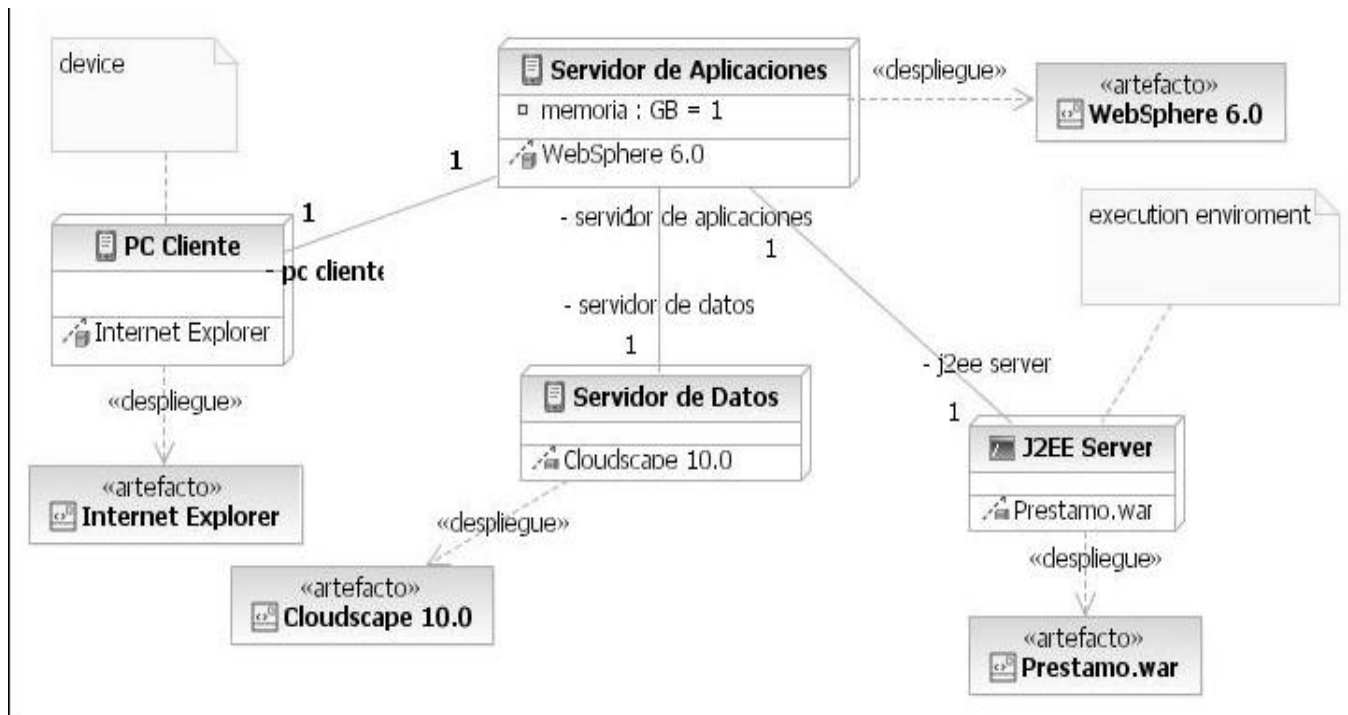 device
Servidor de Aplicaciones
memoria : GB = 1
WebSphere 6.0
«despliegue»
«artefacto»
WebSphere 6.0
1
1
PC Cliente
- pc cliente
Internet Explorer
«despliegue»
«artefacto»
Internet Explorer
- servidor de aplicaciones
1
1
execution enviroment
- servidor de datos
1
Servidor de Datos
Cloudscape 10.0
«despliegue»
«artefacto»
Cloudscape 10.0
- j2ee server
1
J2EE Server
Prestamo.war
«despliegue»
«artefacto»
Prestamo.war